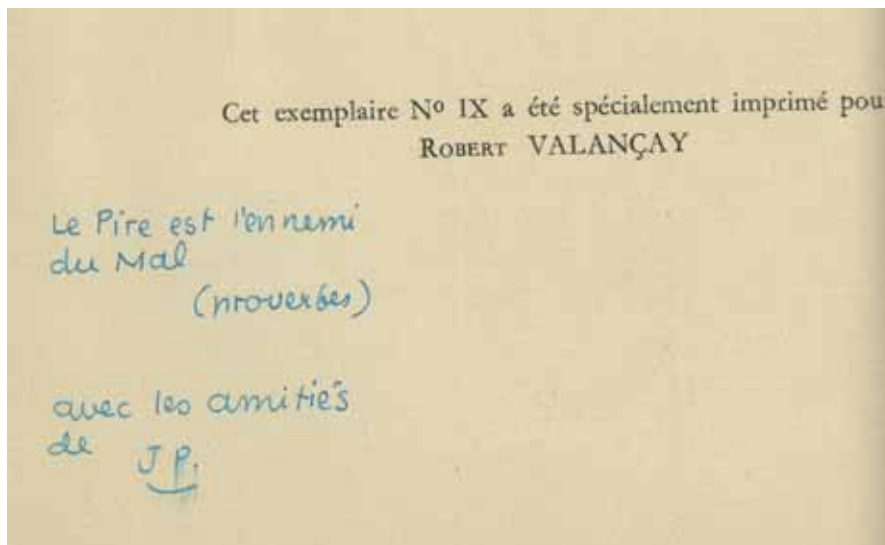 Cet exemplaire Nº IX a été spécialement imprimé pou
ROBERT VALANÇAY
Le Pire est l'ennemi
du Mal
(proverbes)
avec les amitiés
de J P.